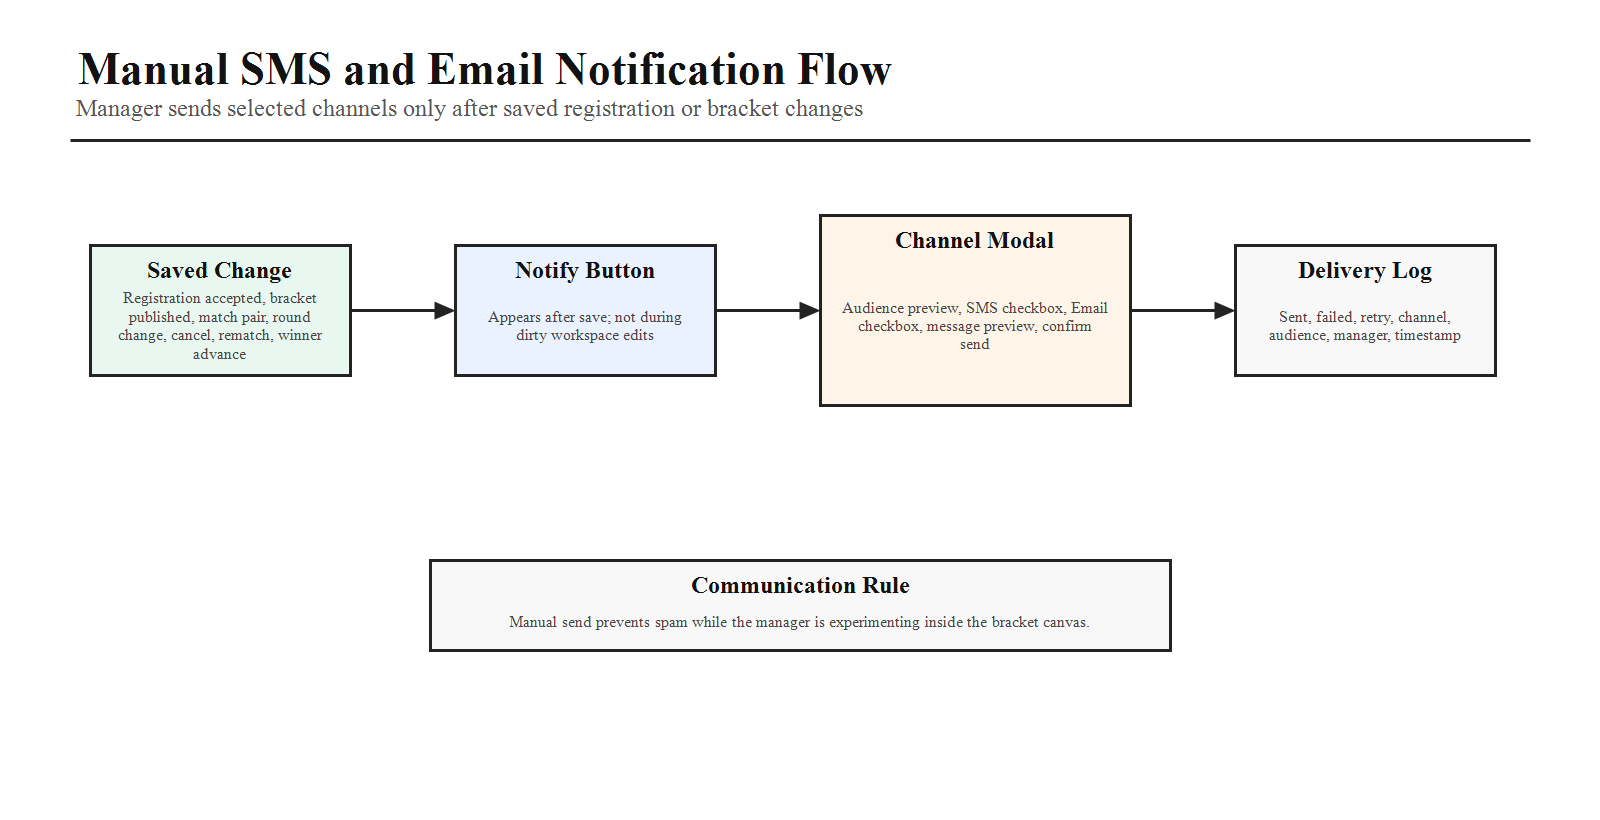 Manual SMS and Email Notification Flow
Manager sends selected channels only after saved registration or bracket changes
Saved Change
Registration accepted, bracket
published, match pair, round
change, cancel, rematch, winner
advance
Notify Button
Appears after save; not during
dirty workspace edits
Channel Modal
Audience preview, SMS checkbox, Email
checkbox, message preview, confirm
send
Delivery Log
Sent, failed, retry, channel,
audience, manager, timestamp
Communication Rule
Manual send prevents spam while the manager is experimenting inside the bracket canvas.